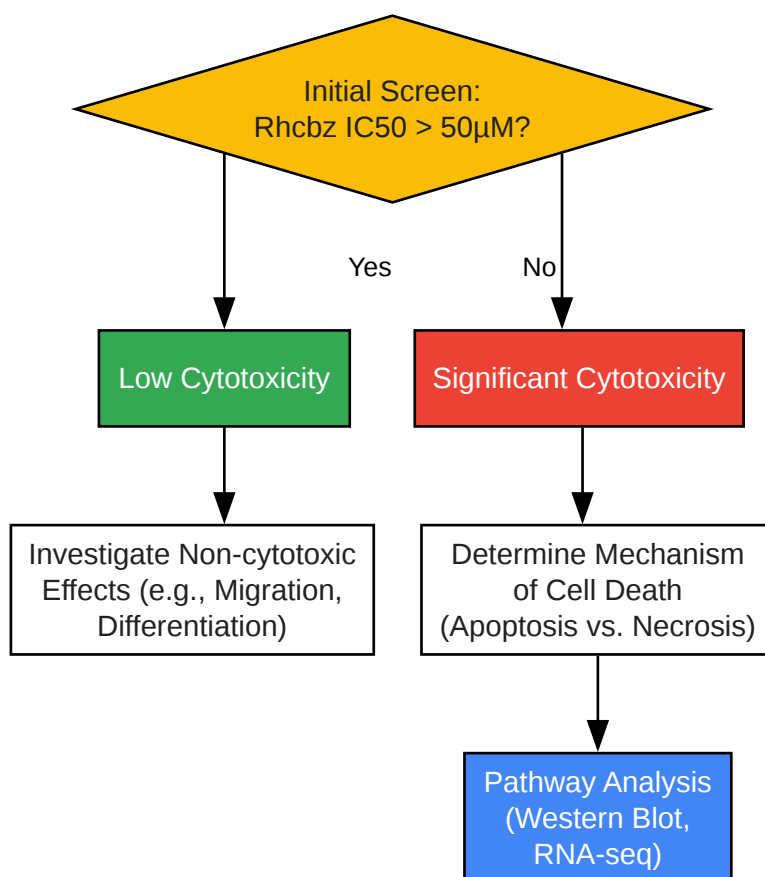 Initial Screen:
Rhcbz IC50 > 50µM?
Yes
No
Low Cytotoxicity
Significant Cytotoxicity
Investigate Non-cytotoxic
Effects (e.g., Migration,
Differentiation)
Determine Mechanism
of Cell Death
(Apoptosis vs. Necrosis)
Pathway Analysis
(Western Blot,
RNA-seq)